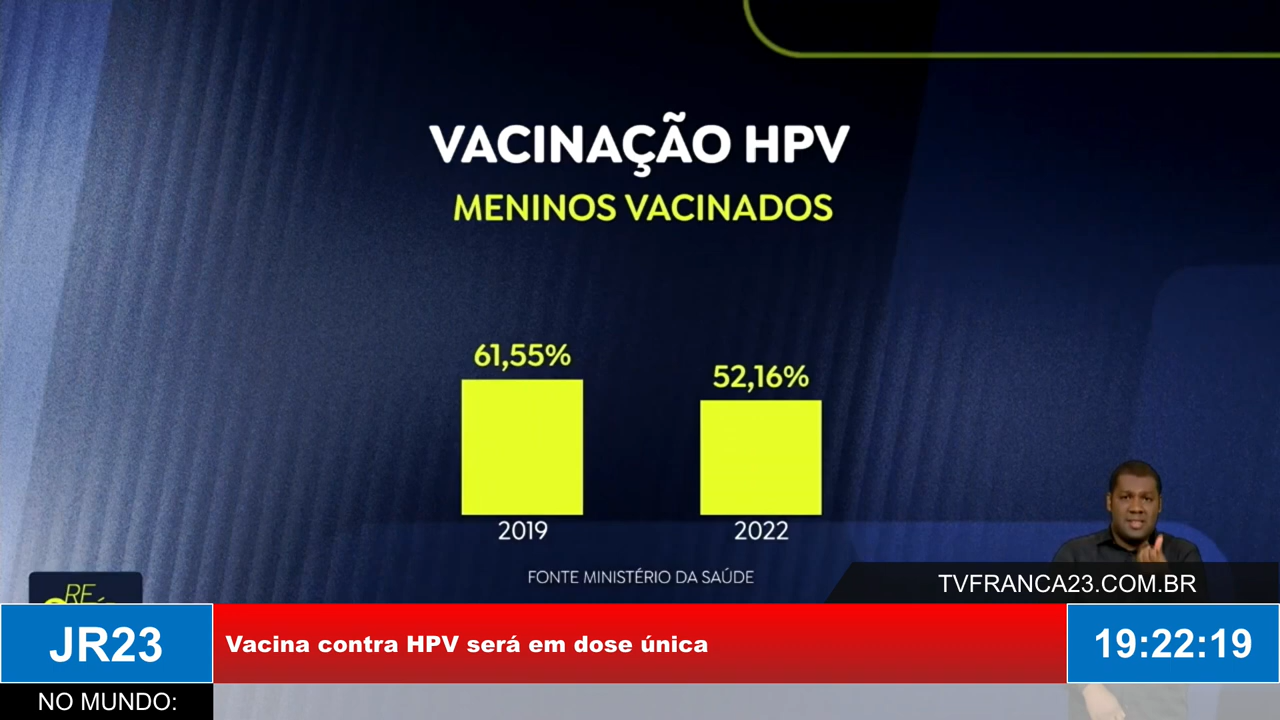 VACINAÇÃO HPV
MENINOS VACINADOS
61,55%
52,16%
2019
2022
FONTE MINISTÉRIO DA SAÚDE
RE
TVFRANCA23.COM.BR
JR23
Vacina contra HPV será em dose única
19:22:19
NO MUNDO: